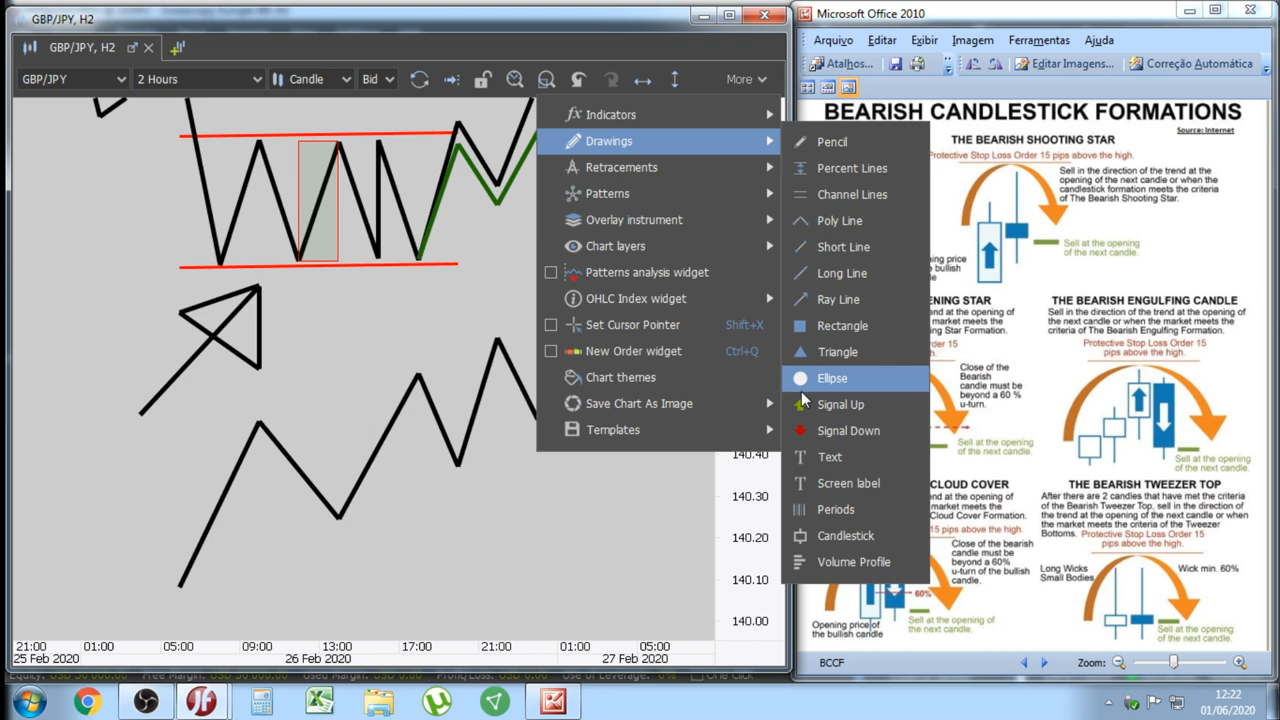 GBP/JPY, H2
GBP/JPY, H2
GBP/JPY
2 Hours
Candle
Bid
More
Indicators
Drawings
Retracements
Patterns
Overlay instrument
Chart layers
Patterns analysis widget
OHLC Index widget
Set Cursor Pointer Shift+X
New Order widget Ctrl+Q
Chart themes
Save Chart As Image
Templates
Pencil
Percent Lines
Channel Lines
Poly Line
Short Line
Long Line
Ray Line
Rectangle
Triangle
Ellipse
Signal Up
Signal Down
Text
Screen label
Periods
Candlestick
Volume Profile
140.40
140.30
140.20
140.10
140.00
21:00 01:00 05:00 09:00 13:00 17:00 21:00 01:00 05:00
25 Feb 2020 26 Feb 2020 27 Feb 2020
Microsoft Office 2010
Arquivo Editar Exibir Imagem Ferramentas Ajuda
Atalhos... Editar Imagens... Correção Automática
BEARISH CANDLESTICK FORMATIONS
Source: Internet
THE BEARISH SHOOTING STAR
Protective Stop Loss Order 15 pips above the high.
Sell in the direction of the trend at the
opening of the next candle or when the
candlestick formation meets the criteria
of The Bearish Shooting Star.
Sell at the opening
of the next candle.
the bullish
THE BEARISH ENGULFING CANDLE
Sell in the direction of the trend at the
opening of the next candle or when the
market meets the criteria of
The Bearish Engulfing Formation.
Protective Stop Loss Order 15
pips above the high.
Close of the
Bearish
candle must be
beyond a 60 %
u-turn.
Sell at the opening
of the next candle.
Sell at the opening
of the next candle.
CLOUD COVER
Cloud Cover Formation.
15 pips above the high.
Close of the bearish
candle must be
beyond a 60%
u-turn of the bullish
candle.
60%
Sell at the opening
of the next candle.
Opening price of
the bullish candle
THE BEARISH TWEEZER TOP
After there are 2 candles that have met the criteria
of the Bearish Tweezer Top, sell in the direction of
the trend at the opening of the next candle or when
the market meets the criteria of the Tweezer
Bottoms. Protective Stop Loss Order 15
pips above the high.
Long Wicks
Small Bodies
Wick min. 60%
Sell at the opening
of the next candle.
BCCF
Zoom:
12:22
01/06/2020